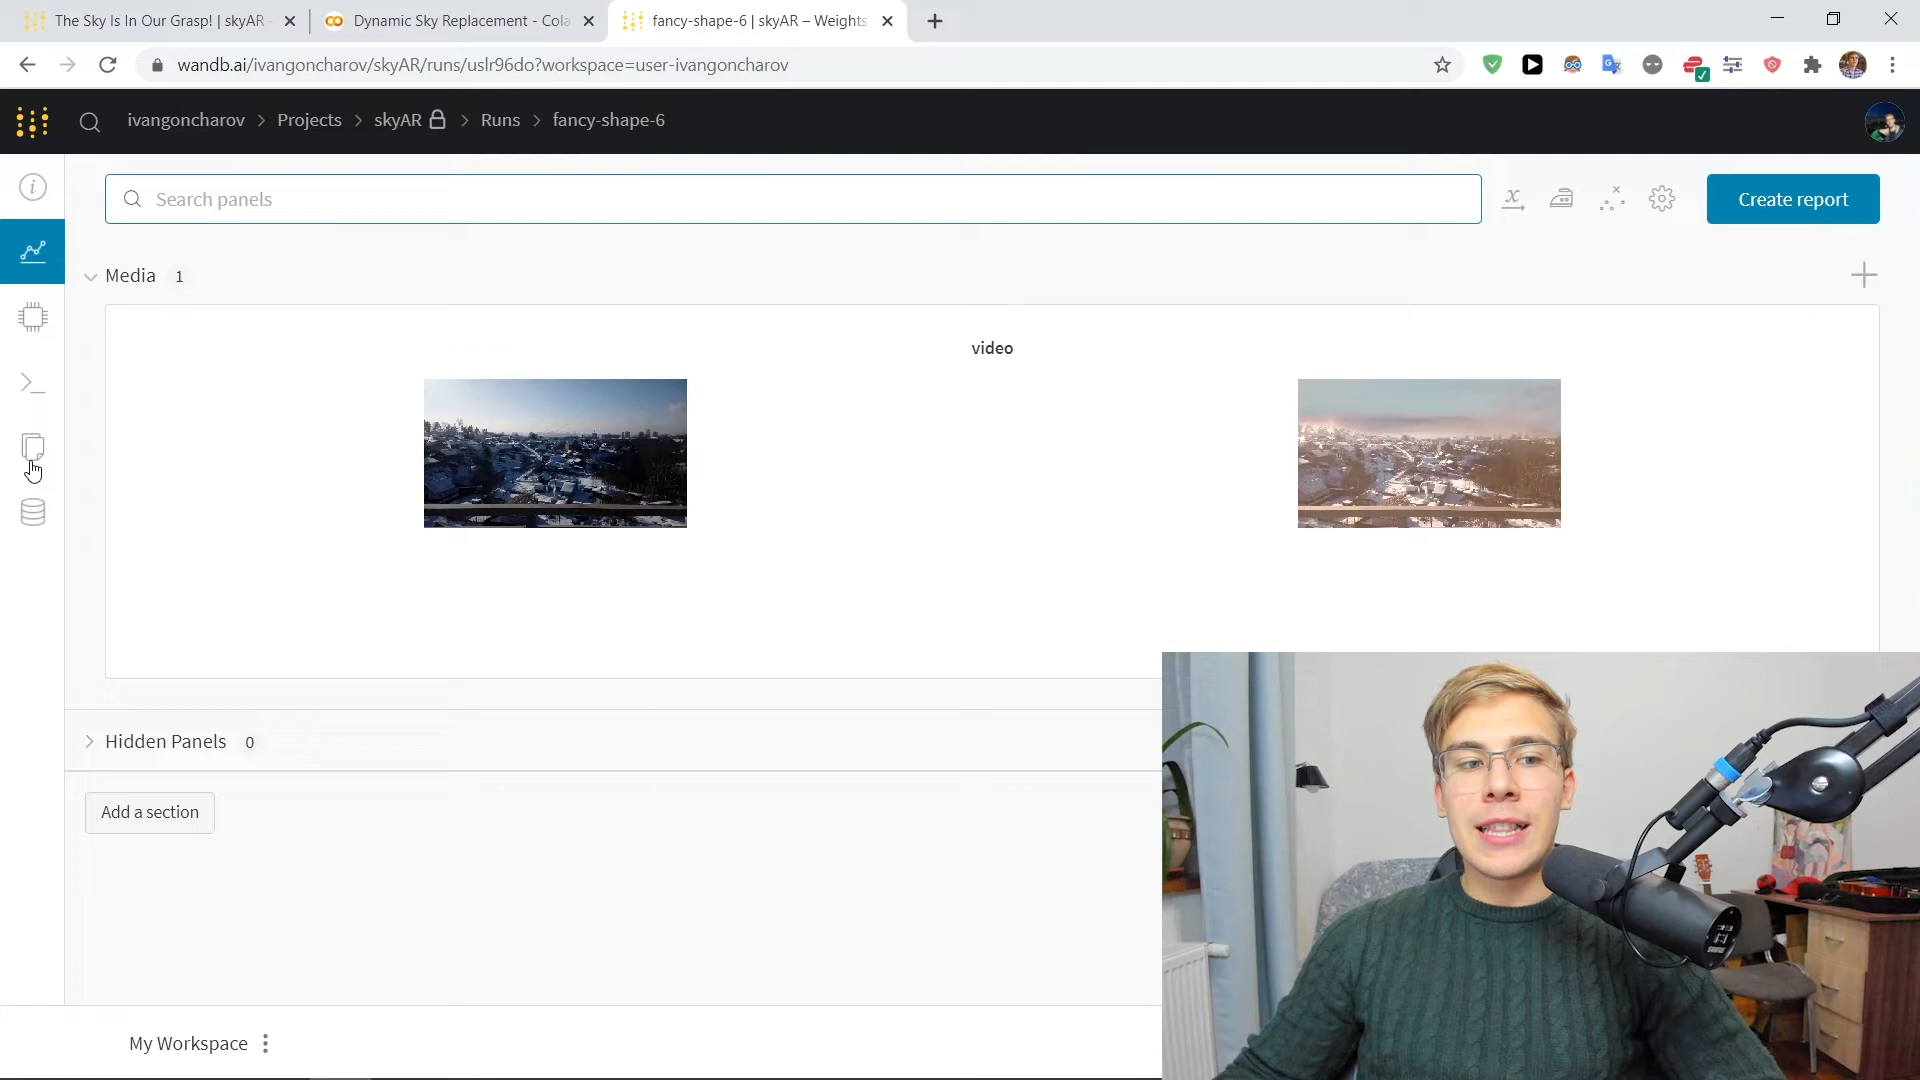 The Sky Is In Our Grasp! | skyAR -
Dynamic Sky Replacement - Cola
fancy-shape-6 | skyAR – Weights
wandb.ai/ivangoncharov/skyAR/runs/uslr96do?workspace=user-ivangoncharov
ivangoncharov > Projects > skyAR > Runs > fancy-shape-6
Search panels
Create report
Media 1
video
Hidden Panels 0
Add a section
My Workspace